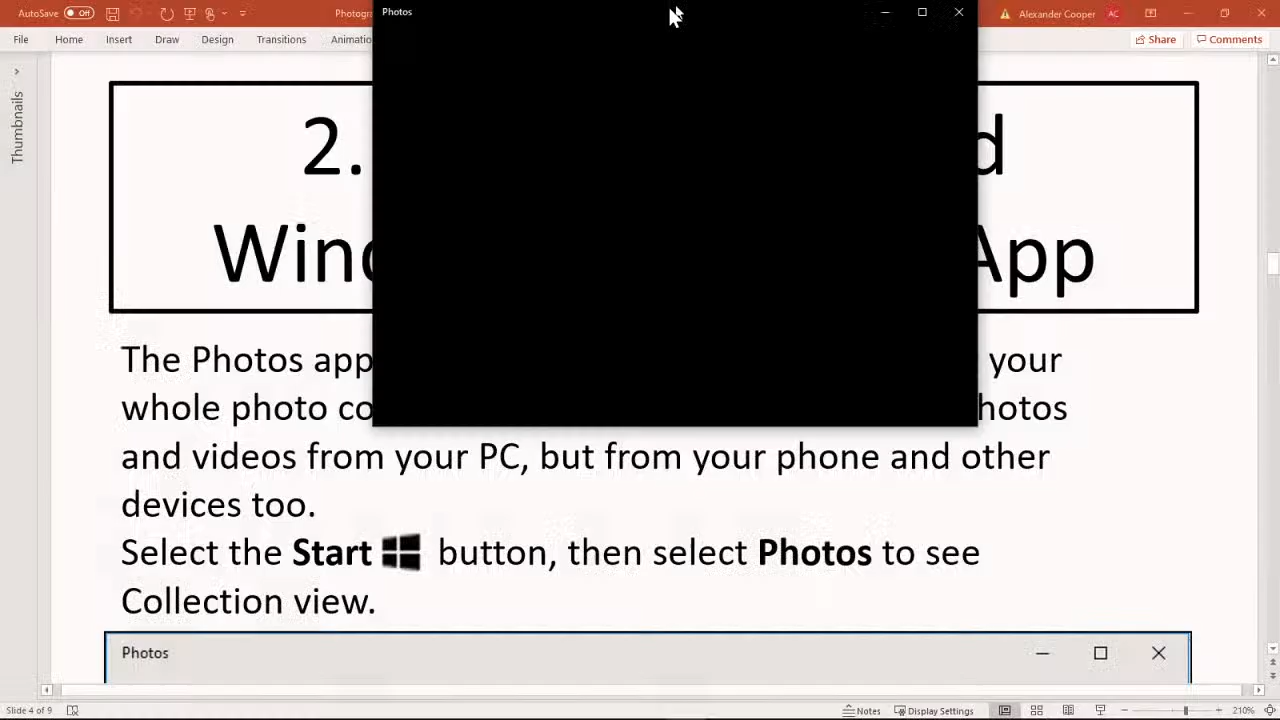 AutoSave Off
Photogra
Photos
Alexander Cooper AC
File Home Insert Draw Design Transitions Animation
Share Comments
Thumbnails
2. d
Wind App
The Photos app your
whole photo co hotos
and videos from your PC, but from your phone and other
devices too.
Select the Start button, then select Photos to see
Collection view.
Photos
Slide 4 of 9
Notes Display Settings 210%